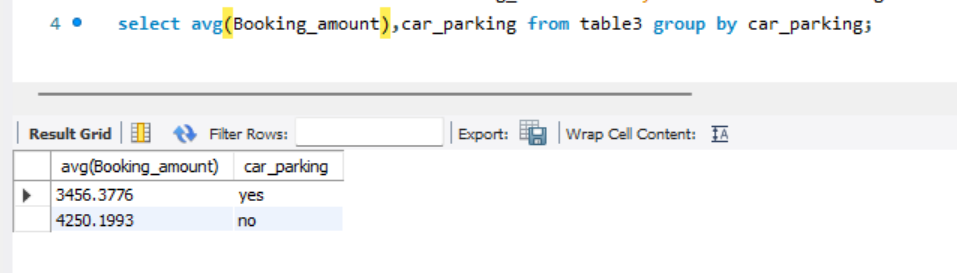 4 select avg(Booking_amount),car_parking from table3 group by car_parking;
Result Grid Filter Rows: Export: Wrap Cell Content: IA
avg(Booking_amount) car_parking
3456.3776 yes
4250.1993 no